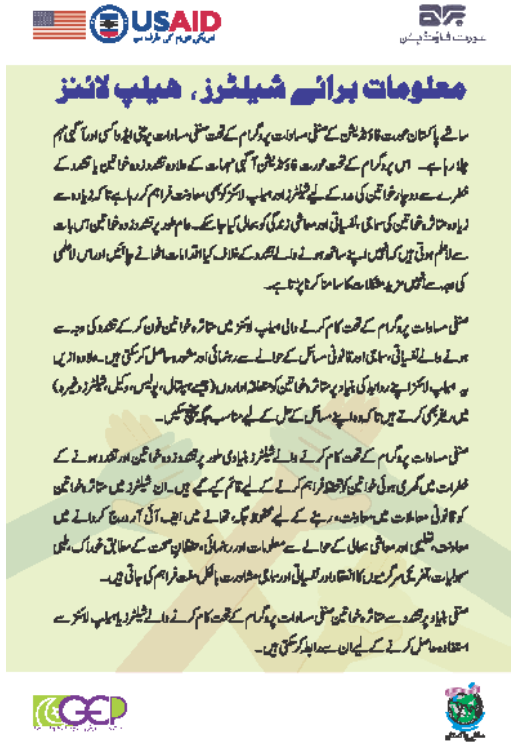 USAID
امریکی عوام کی طرف سے
عورت فاؤنڈیشن
معلومات برائے شیلٹرز، ہیلپ لائنز
ساتھی پاکستان عورت فاؤنڈیشن کے صنفی مساوات پروگرام کے تحت صنفی مساوات پر مبنی ایڈووکیسی اور آگہی مہم
چلا رہا ہے۔ اس پروگرام کے تحت عورت فاؤنڈیشن آگہی مہمات کے علاوہ تشدد زدہ خواتین یا تشدد کے
خطرے سے دوچار خواتین کی مدد کے لیے شیلٹرز اور ہیلپ لائنز کو بھی معاونت فراہم کر رہا ہے تاکہ زیادہ سے
زیادہ متاثرہ خواتین کی سماجی، نفسیاتی اور معاشی زندگی کو بحال کیا جا سکے۔ عام طور پر تشدد زدہ خواتین اس بات
سے لاعلم ہوتی ہیں کہ انہیں اپنے ساتھ ہونے والے تشدد کے خلاف کیا اقدامات اٹھانے چاہئیں اور اس لاعلمی
کی وجہ سے انہیں مزید مشکلات کا سامنا کرنا پڑتا ہے۔
صنفی مساوات پروگرام کے تحت کام کرنے والی ہیلپ لائنز میں متاثرہ خواتین فون کر کے تشدد کی وجہ سے
ہونے والے نفسیاتی، سماجی اور قانونی مسائل کے حوالے سے رہنمائی اور مشورہ حاصل کر سکتی ہیں۔ علاوہ ازیں
یہ ہیلپ لائنز اپنے روابط کی بنیاد پر متاثرہ خواتین کو متعلقہ اداروں (جیسے ہسپتال، پولیس، وکیل، شیلٹرز وغیرہ)
میں ریفر بھی کرتے ہیں تاکہ وہ اپنے مسائل کے حل کے لیے مناسب جگہ پہنچ سکیں۔
صنفی مساوات پروگرام کے تحت کام کرنے والے شیلٹرز بنیادی طور پر تشدد زدہ خواتین اور تشدد ہونے کے
خطرات میں گھری ہوئی خواتین کو تحفظ فراہم کرنے کے لیے قائم کیے گیے ہیں۔ ان شیلٹرز میں متاثرہ خواتین
کو قانونی معاملات میں معاونت، رہنے کے لیے محفوظ جگہ، تھانے میں ایف آئی آر درج کروانے میں
معاونت، تعلیمی اور معاشی بحالی کے حوالے سے معلومات اور رہنمائی، حفظان صحت کے مطابق خوراک، طبی
سہولیات، تفریحی سرگرمیوں کا انعقاد اور نفسیاتی اور سماجی مشاورت بالکل مفت فراہم کی جاتی ہیں۔
صنفی بنیاد پر تشدد سے متاثرہ خواتین صنفی مساوات پروگرام کے تحت کام کرنے والے شیلٹرز یا ہیلپ لائنز سے
استفادہ حاصل کرنے کے لیے ان سے رابطہ کر سکتی ہیں۔
GEP